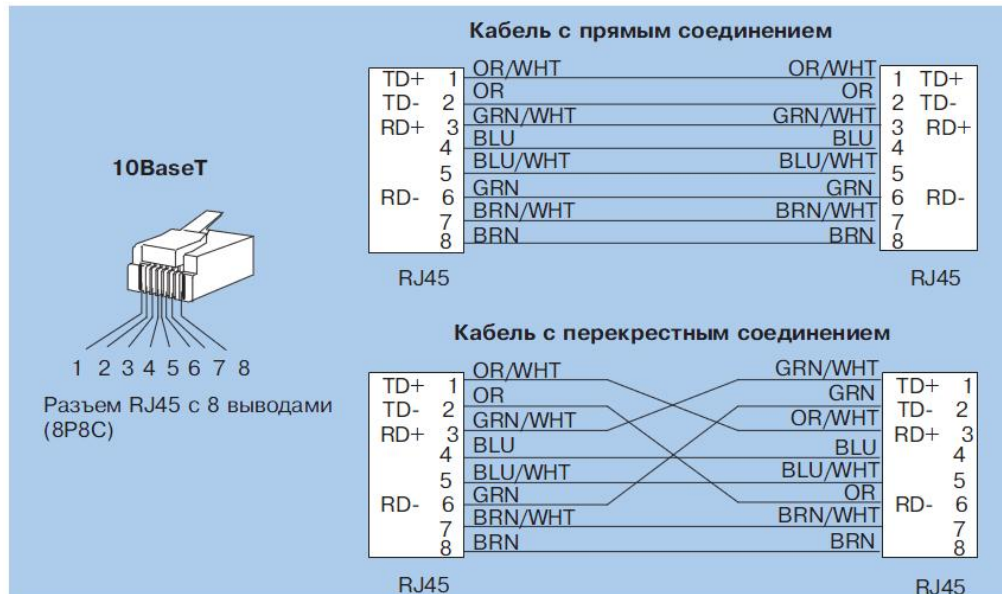 Кабель с прямым соединением
OR/WHT OR/WHT
TD+ 1 1 TD+
OR OR
TD- 2 2 TD-
GRN/WHT GRN/WHT
RD+ 3 3 RD+
BLU BLU
4 4
BLU/WHT BLU/WHT
5 5
GRN GRN
RD- 6 6 RD-
BRN/WHT BRN/WHT
7 7
BRN BRN
8 8
RJ45 RJ45
10BaseT
1 2 3 4 5 6 7 8
Разъем RJ45 с 8 выводами
(8P8C)
Кабель с перекрестным соединением
OR/WHT GRN/WHT
TD+ 1 TD+ 1
OR GRN
TD- 2 TD- 2
GRN/WHT OR/WHT
RD+ 3 RD+ 3
BLU BLU
4 4
BLU/WHT BLU/WHT
5 5
GRN OR
RD- 6 RD- 6
BRN/WHT BRN/WHT
7 7
BRN BRN
8 8
RJ45 RJ45